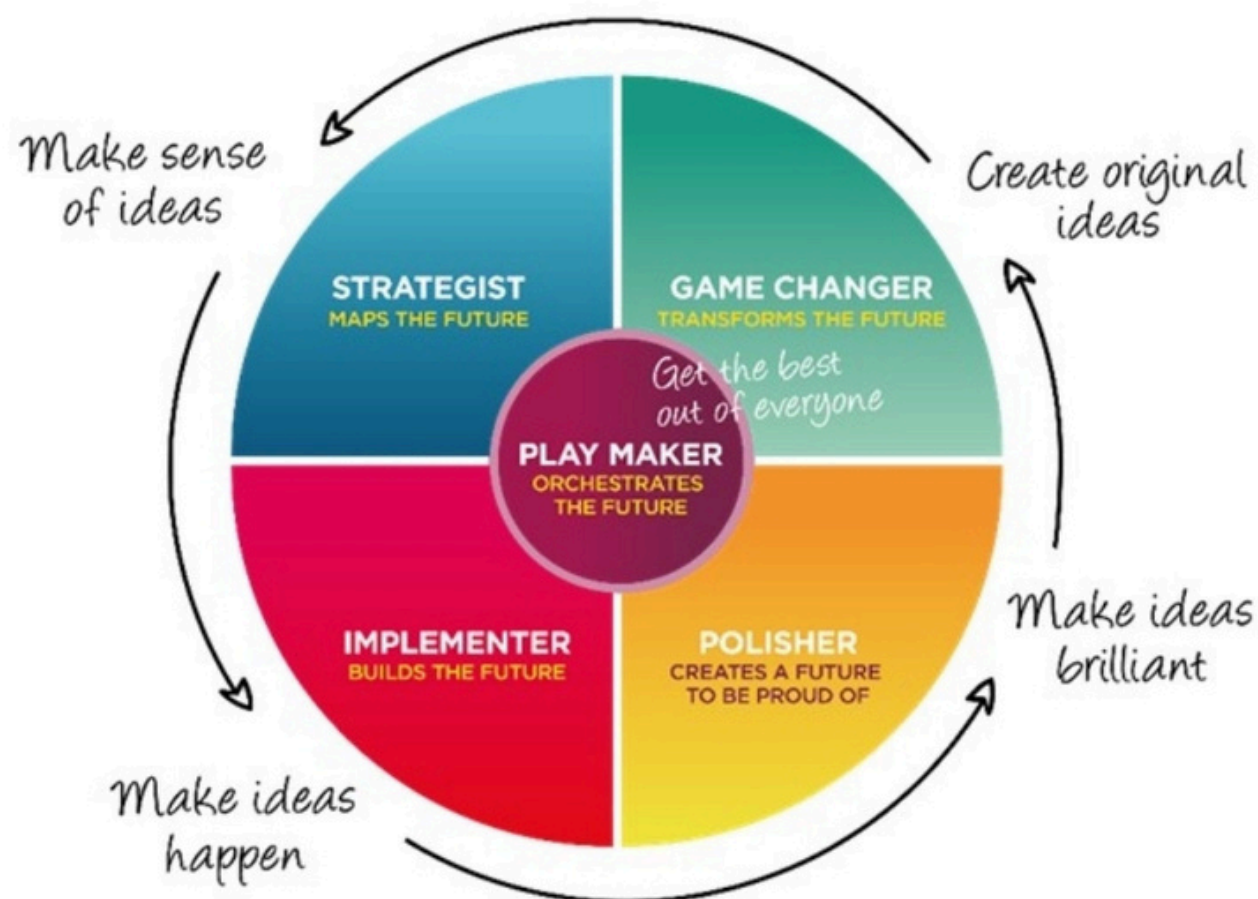 Make sense
of ideas
Create original
ideas
STRATEGIST
MAPS THE FUTURE
GAME CHANGER
TRANSFORMS THE FUTURE
Get the best
out of everyone
PLAY MAKER
ORCHESTRATES
THE FUTURE
IMPLEMENTER
BUILDS THE FUTURE
POLISHER
CREATES A FUTURE
TO BE PROUD OF
Make ideas
brilliant
Make ideas
happen